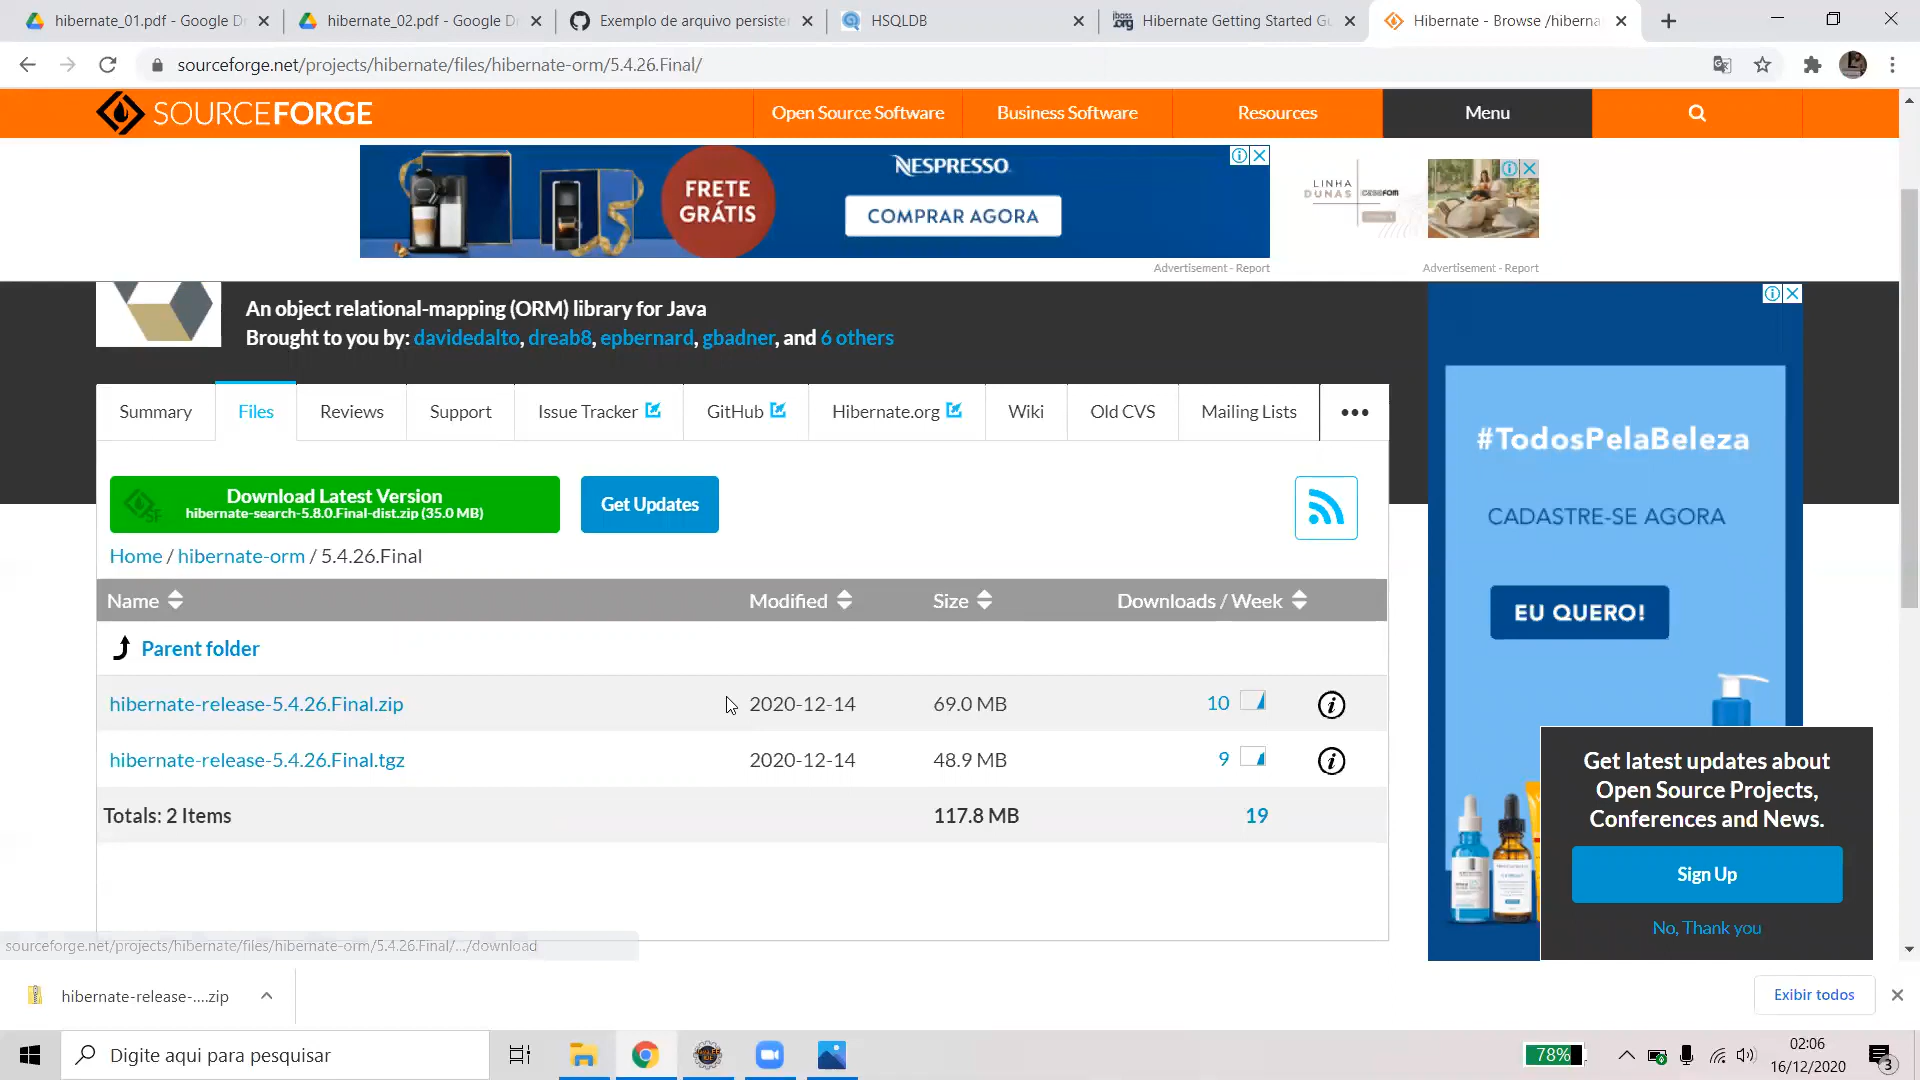 hibernate_01.pdf - Google D
hibernate_02.pdf - Google D
Exemplo de arquivo persiste
HSQLDB
Hibernate Getting Started G
Hibernate - Browse /hiberna
sourceforge.net/projects/hibernate/files/hibernate-orm/5.4.26.Final/
SOURCEFORGE
Open Source Software
Business Software
Resources
Menu
FRETE
GRÁTIS
NESPRESSO.
COMPRAR AGORA
LINHA
DUNAS
Advertisement - Report
Advertisement - Report
An object relational-mapping (ORM) library for Java
Brought to you by: davidedalto, dreab8, epbernard, gbadner, and 6 others
Summary
Files
Reviews
Support
Issue Tracker
GitHub
Hibernate.org
Wiki
Old CVS
Mailing Lists
•••
Download Latest Version
hibernate-search-5.8.0.Final-dist.zip (35.0 MB)
Get Updates
Home / hibernate-orm / 5.4.26.Final
Name Modified Size Downloads / Week
Parent folder
hibernate-release-5.4.26.Final.zip 2020-12-14 69.0 MB 10
hibernate-release-5.4.26.Final.tgz 2020-12-14 48.9 MB 9
Totals: 2 Items 117.8 MB 19
#TodosPelaBeleza
CADASTRE-SE AGORA
EU QUERO!
Get latest updates about
Open Source Projects,
Conferences and News.
Sign Up
No, Thank you
sourceforge.net/projects/hibernate/files/hibernate-orm/5.4.26.Final/.../download
hibernate-release-....zip
Exibir todos
Digite aqui para pesquisar
78%
02:06
16/12/2020
3